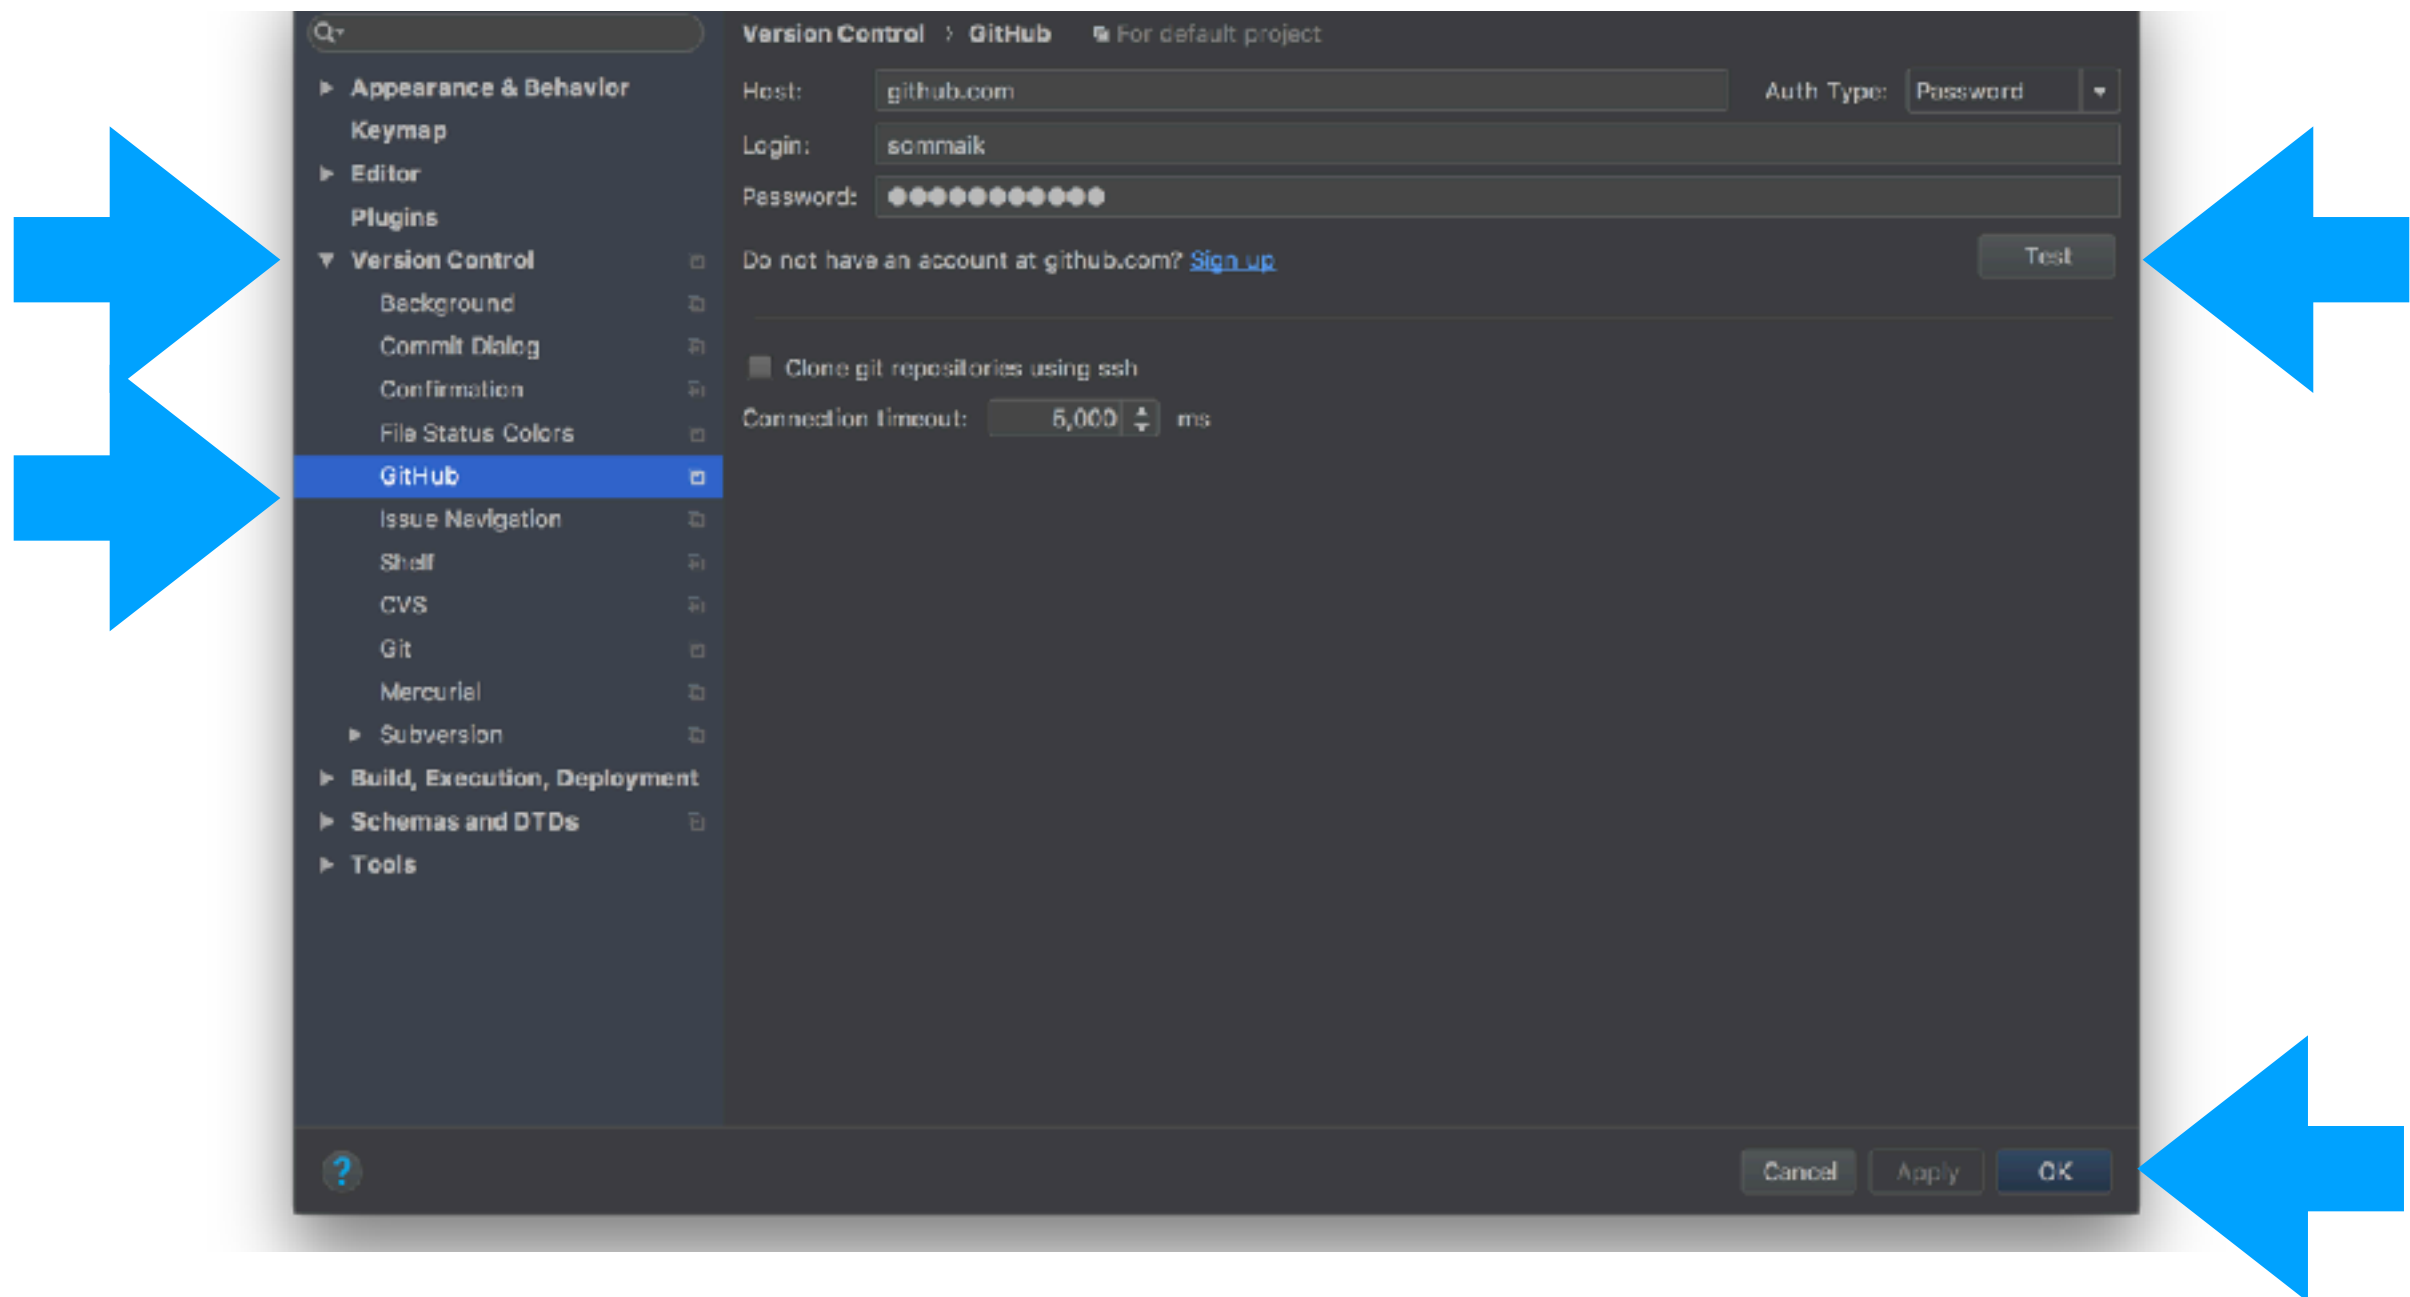 Version Control › GitHub For default project
Appearance & Behavior
Keymap
Editor
Plugins
Version Control
Background
Commit Dialog
Confirmation
File Status Colors
GitHub
Issue Navigation
Shelf
CVS
Git
Mercurial
Subversion
Build, Execution, Deployment
Schemas and DTDs
Tools
Host: github.com Auth Type: Password
Login: sommaik
Password: ●●●●●●●●●●●
Do not have an account at github.com? Sign up Test
Clone git repositories using ssh
Connection timeout: 5,000 ms
? Cancel Apply OK